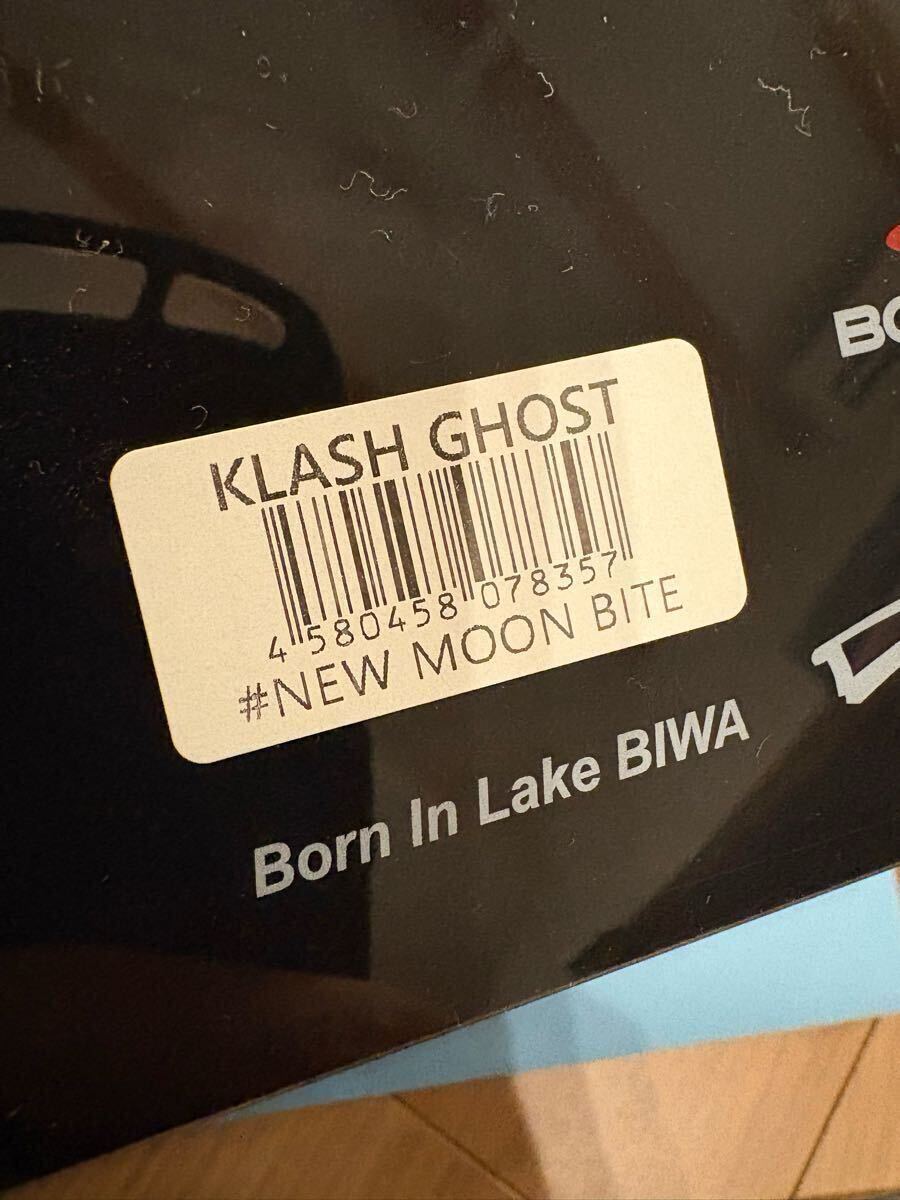 KLASH GHOST
4 580458 078357
#NEW MOON BITE
Born In Lake BIWA